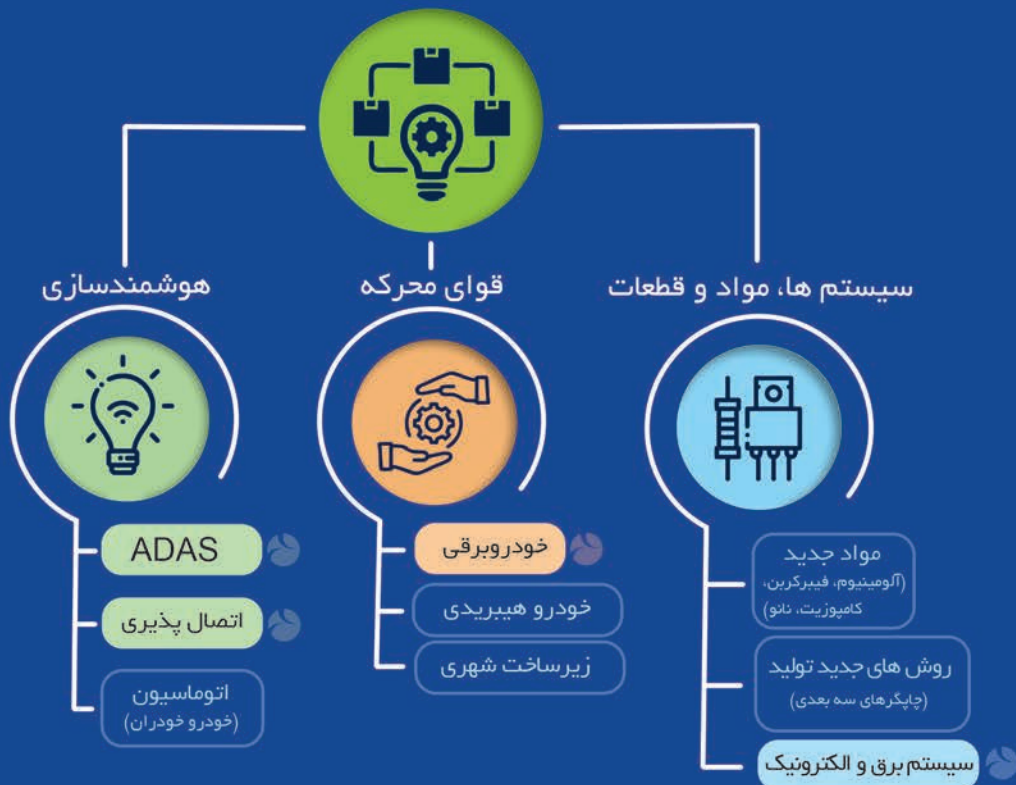 سیستم ها، مواد و قطعات
مواد جدید
(آلومینیوم، فیبرکربن،
کامپوزیت، نانو)
روش های جدید تولید
(چاپگرهای سه بعدی)
سیستم برق و الکترونیک
قوای محرکه
خودروبرقی
خودرو هیبریدی
زیرساخت شهری
هوشمندسازی
ADAS
اتصال پذیری
اتوماسیون
(خودرو خودران)